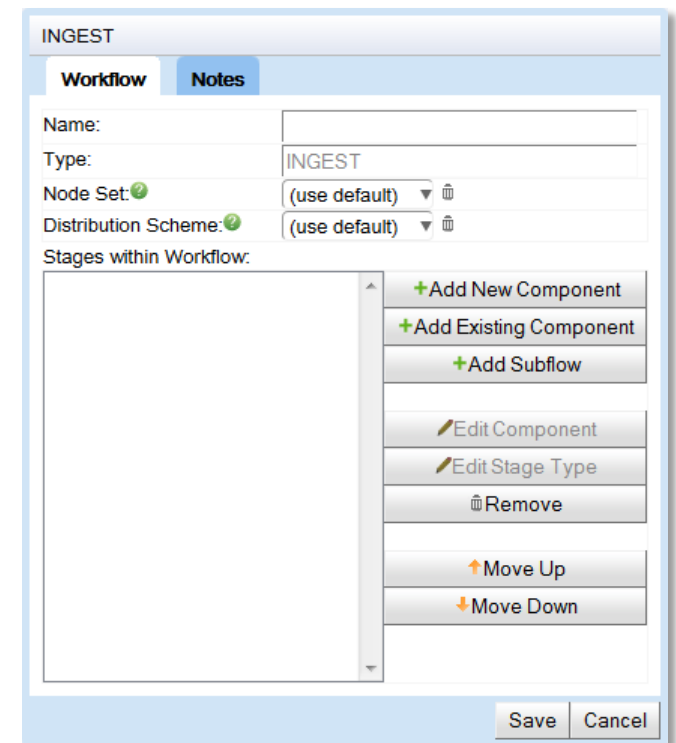 INGEST
Workflow Notes
Name:
Type: INGEST
Node Set: (use default)
Distribution Scheme: (use default)
Stages within Workflow:
+Add New Component
+Add Existing Component
+Add Subflow
Edit Component
Edit Stage Type
Remove
Move Up
Move Down
Save Cancel